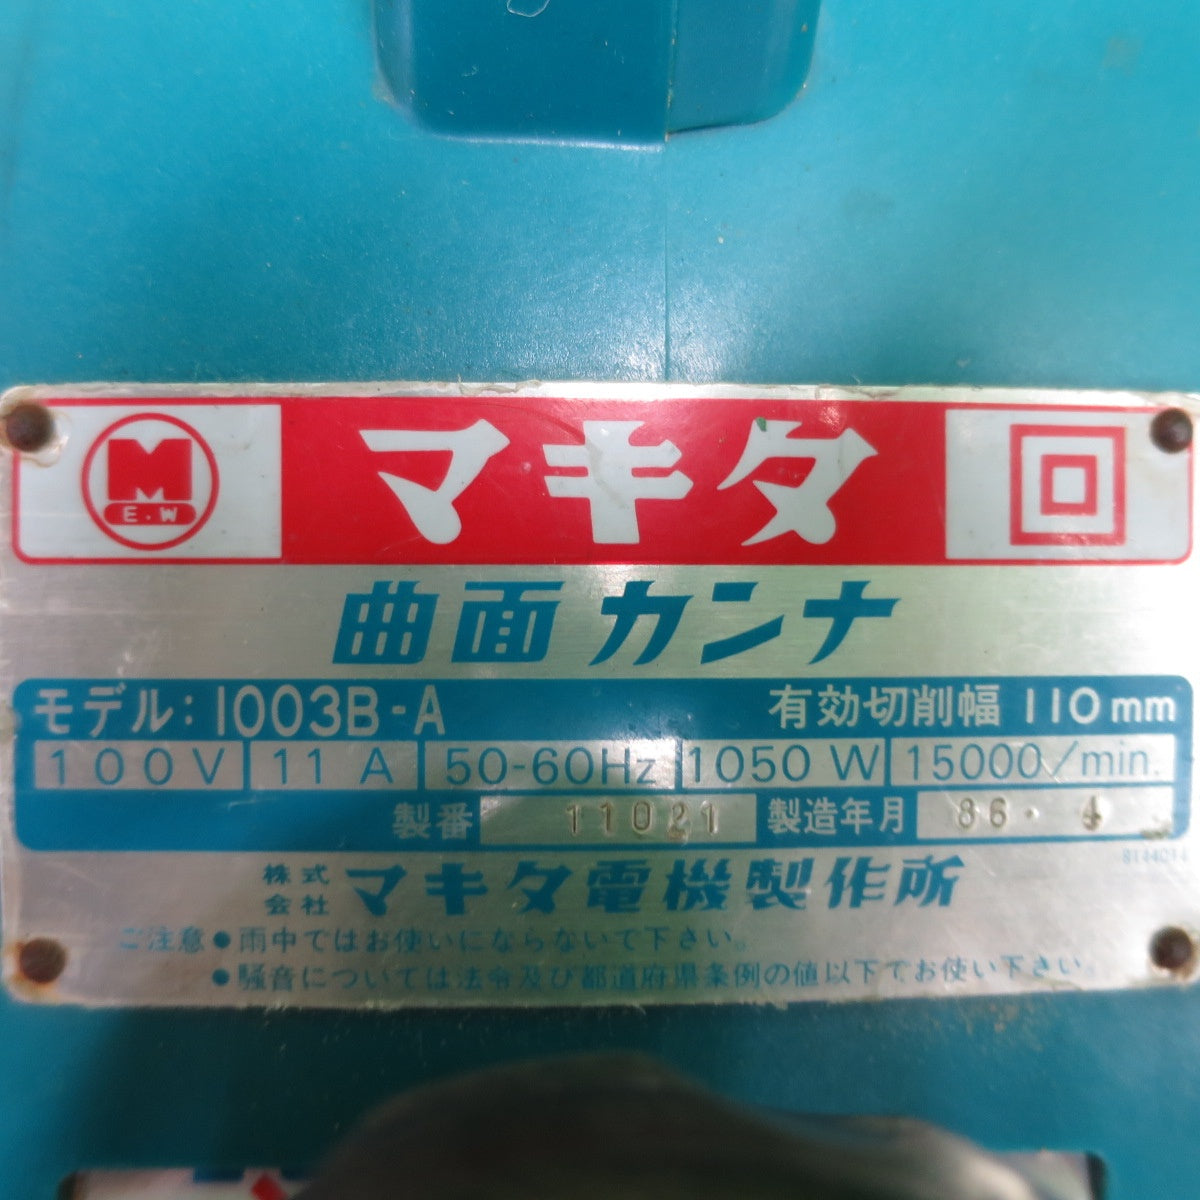 M
E.W
マキタ
曲面カンナ
モデル:1003B-A 有効切削幅 110mm
100V 11A 50-60Hz 1050W 15000/min.
製番 11021 製造年月 86・4
8144014
株式会社 マキタ電機製作所
ご注意●雨中ではお使いにならないで下さい。
●騒音については法令及び都道府県条例の値以下でお使い下さい。